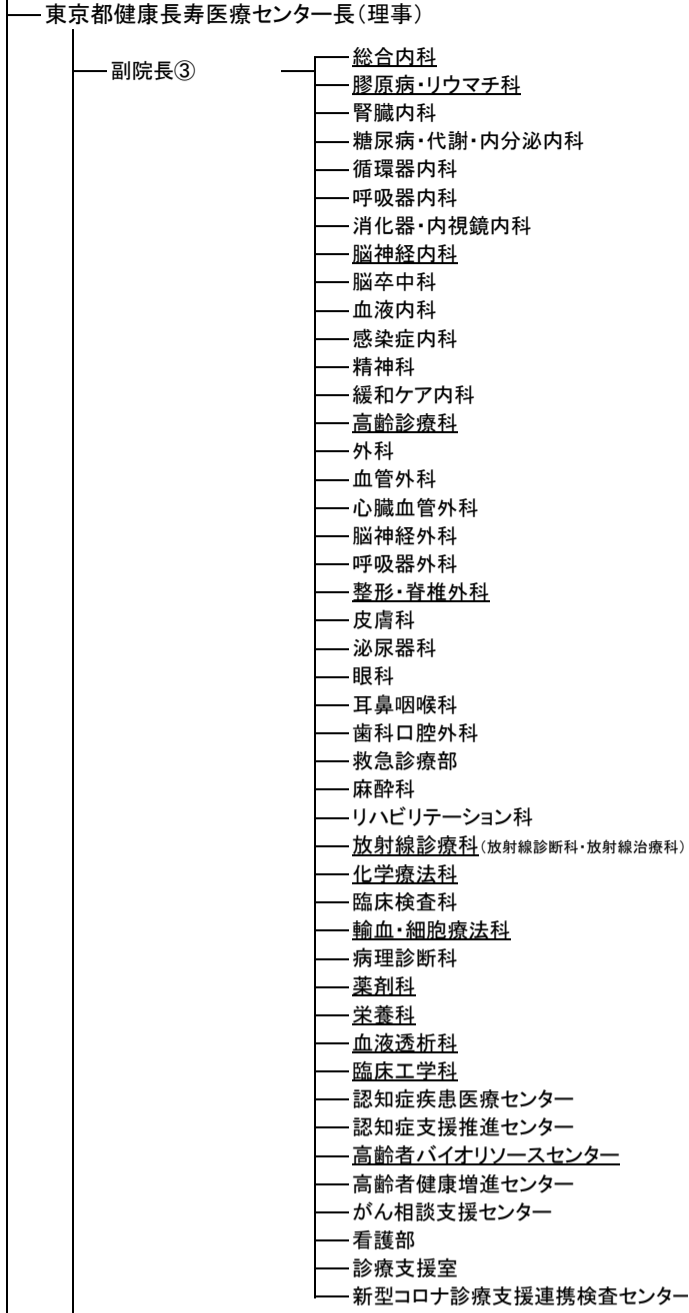 東京都健康長寿医療センター長(理事)
副院長③
総合内科
膠原病・リウマチ科
腎臓内科
糖尿病・代謝・内分泌内科
循環器内科
呼吸器内科
消化器・内視鏡内科
脳神経内科
脳卒中科
血液内科
感染症内科
精神科
緩和ケア内科
高齢診療科
外科
血管外科
心臓血管外科
脳神経外科
呼吸器外科
整形・脊椎外科
皮膚科
泌尿器科
眼科
耳鼻咽喉科
歯科口腔外科
救急診療部
麻酔科
リハビリテーション科
放射線診療科(放射線診断科・放射線治療科)
化学療法科
臨床検査科
輸血・細胞療法科
病理診断科
薬剤科
栄養科
血液透析科
臨床工学科
認知症疾患医療センター
認知症支援推進センター
高齢者バイオリソースセンター
高齢者健康増進センター
がん相談支援センター
看護部
診療支援室
新型コロナ診療支援連携検査センター